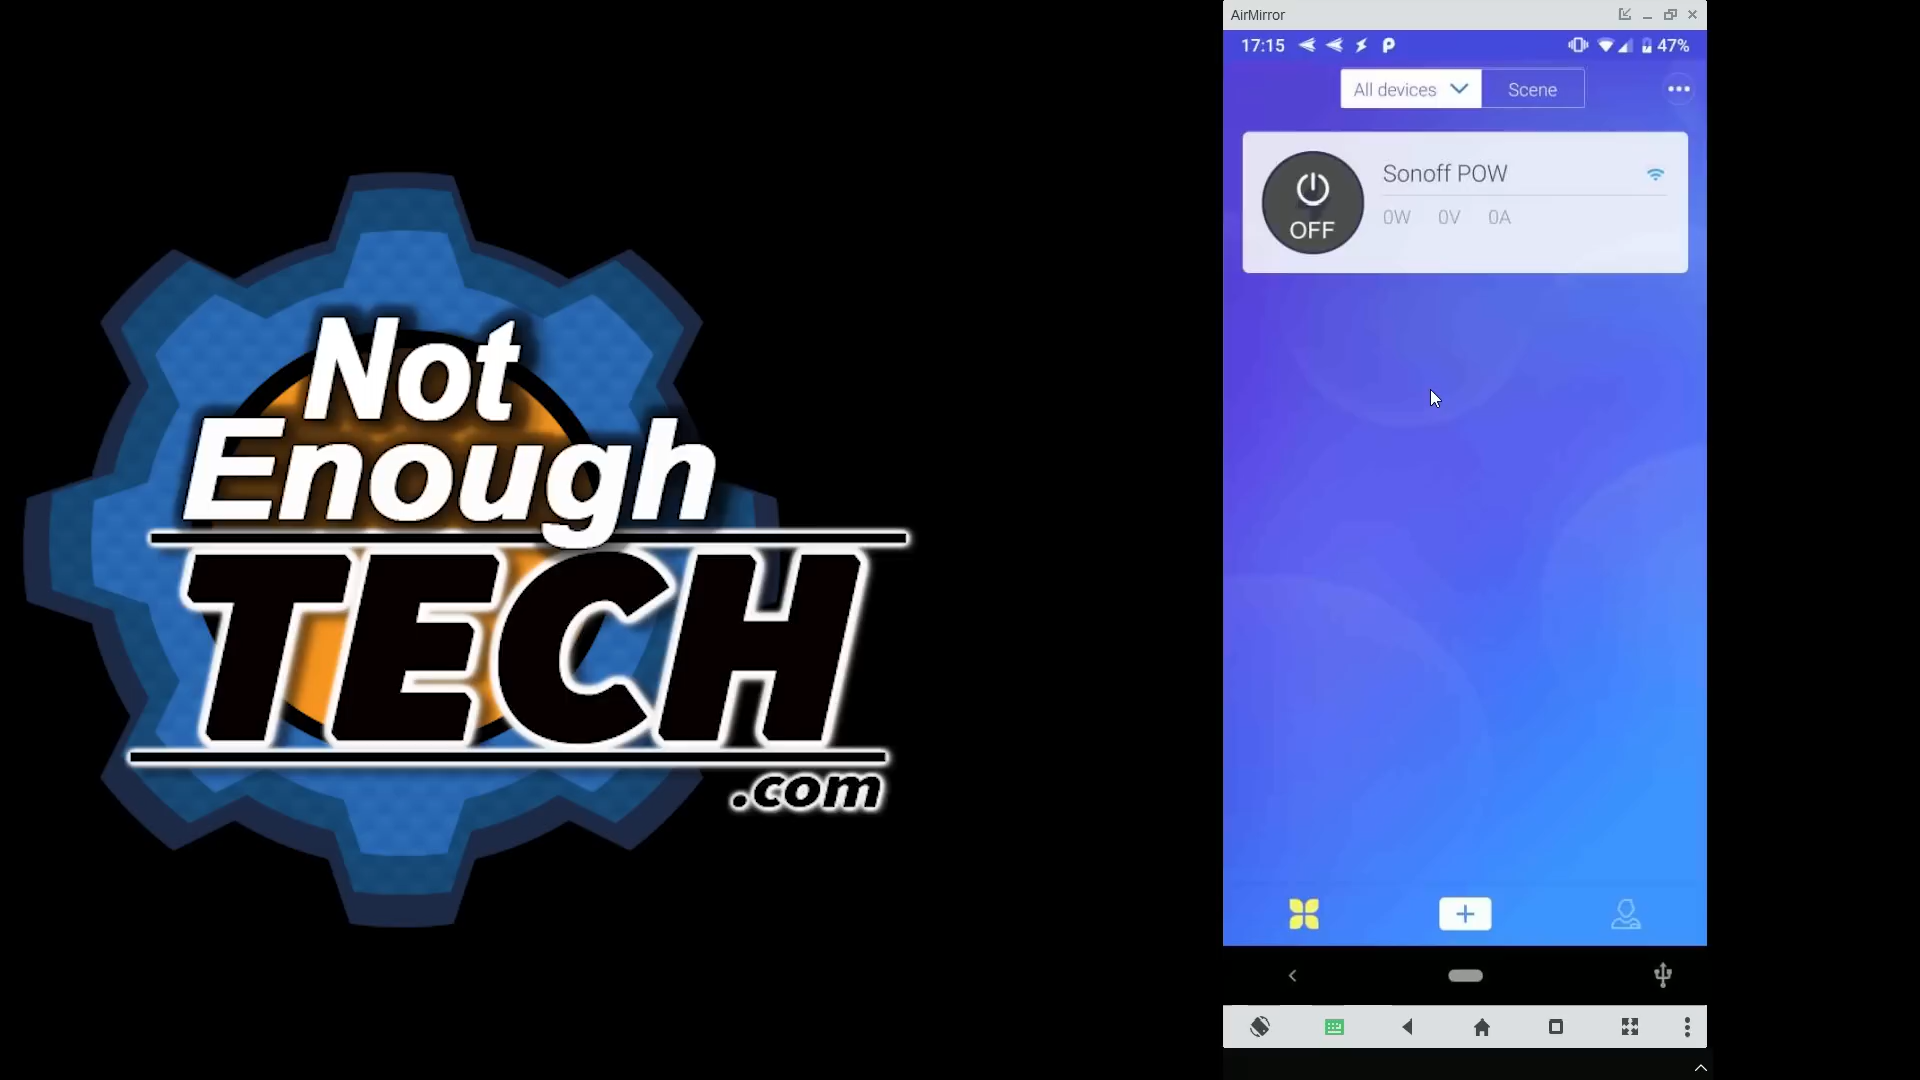 Not
Enough
TECH
.com
AirMirror
17:15
47%
All devices
Scene
Sonoff POW
OFF
0W 0V 0A